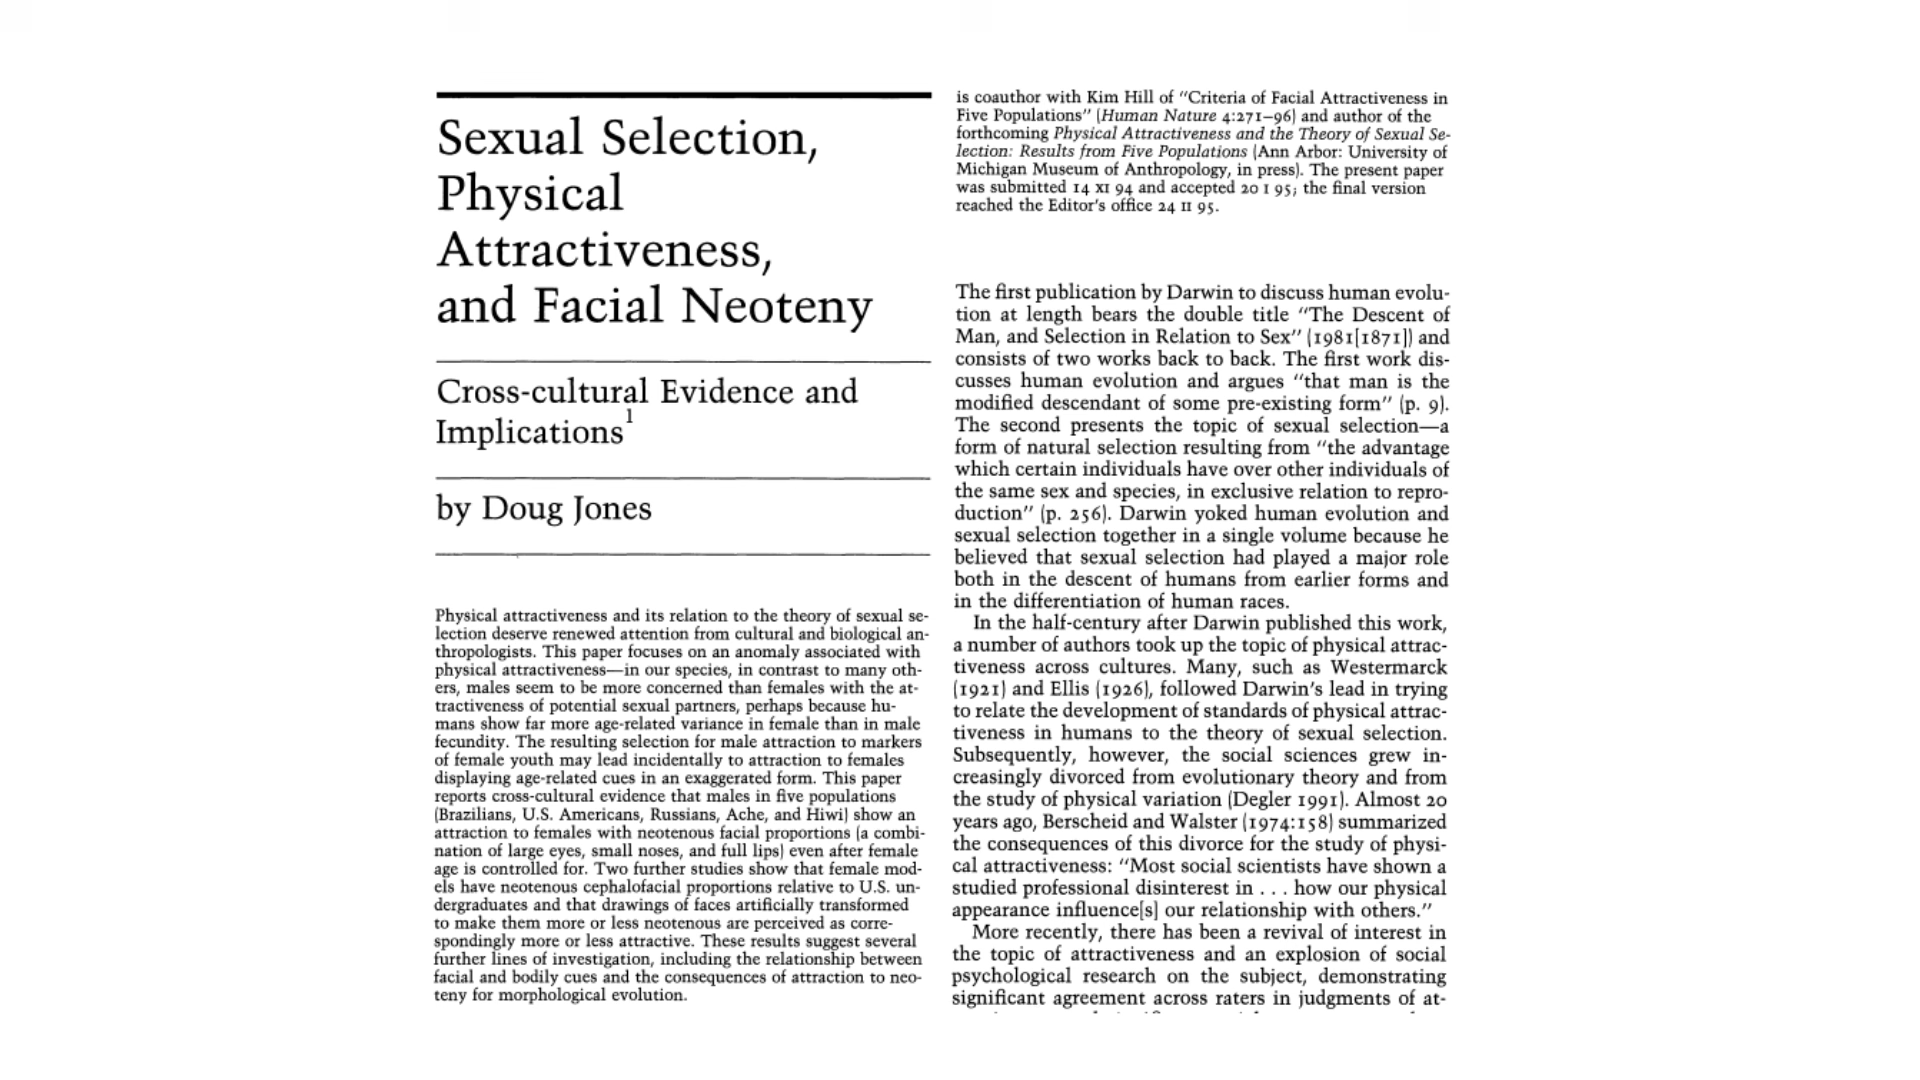 Sexual Selection,
Physical
Attractiveness,
and Facial Neoteny
Cross-cultural Evidence and
Implications1
by Doug Jones
Physical attractiveness and its relation to the theory of sexual se-
lection deserve renewed attention from cultural and biological an-
thropologists. This paper focuses on an anomaly associated with
physical attractiveness—in our species, in contrast to many oth-
ers, males seem to be more concerned than females with the at-
tractiveness of potential sexual partners, perhaps because hu-
mans show far more age-related variance in female than in male
fecundity. The resulting selection for male attraction to markers
of female youth may lead incidentally to attraction to females
displaying age-related cues in an exaggerated form. This paper
reports cross-cultural evidence that males in five populations
(Brazilians, U.S. Americans, Russians, Ache, and Hiwi) show an
attraction to females with neotenous facial proportions (a combi-
nation of large eyes, small noses, and full lips) even after female
age is controlled for. Two further studies show that female mod-
els have neotenous cephalofacial proportions relative to U.S. un-
dergraduates and that drawings of faces artificially transformed
to make them more or less neotenous are perceived as corre-
spondingly more or less attractive. These results suggest several
further lines of investigation, including the relationship between
facial and bodily cues and the consequences of attraction to neo-
teny for morphological evolution.
is coauthor with Kim Hill of "Criteria of Facial Attractiveness in
Five Populations" (Human Nature 4:271–96) and author of the
forthcoming Physical Attractiveness and the Theory of Sexual Se-
lection: Results from Five Populations (Ann Arbor: University of
Michigan Museum of Anthropology, in press). The present paper
was submitted 14 XI 94 and accepted 20 I 95; the final version
reached the Editor's office 24 II 95.
The first publication by Darwin to discuss human evolu-
tion at length bears the double title "The Descent of
Man, and Selection in Relation to Sex" (1981[1871]) and
consists of two works back to back. The first work dis-
cusses human evolution and argues "that man is the
modified descendant of some pre-existing form" (p. 9).
The second presents the topic of sexual selection—a
form of natural selection resulting from "the advantage
which certain individuals have over other individuals of
the same sex and species, in exclusive relation to repro-
duction" (p. 256). Darwin yoked human evolution and
sexual selection together in a single volume because he
believed that sexual selection had played a major role
both in the descent of humans from earlier forms and
in the differentiation of human races.
In the half-century after Darwin published this work,
a number of authors took up the topic of physical attrac-
tiveness across cultures. Many, such as Westermarck
(1921) and Ellis (1926), followed Darwin's lead in trying
to relate the development of standards of physical attrac-
tiveness in humans to the theory of sexual selection.
Subsequently, however, the social sciences grew in-
creasingly divorced from evolutionary theory and from
the study of physical variation (Degler 1991). Almost 20
years ago, Berscheid and Walster (1974:158) summarized
the consequences of this divorce for the study of physi-
cal attractiveness: "Most social scientists have shown a
studied professional disinterest in . . . how our physical
appearance influence[s] our relationship with others."
More recently, there has been a revival of interest in
the topic of attractiveness and an explosion of social
psychological research on the subject, demonstrating
significant agreement across raters in judgments of at-